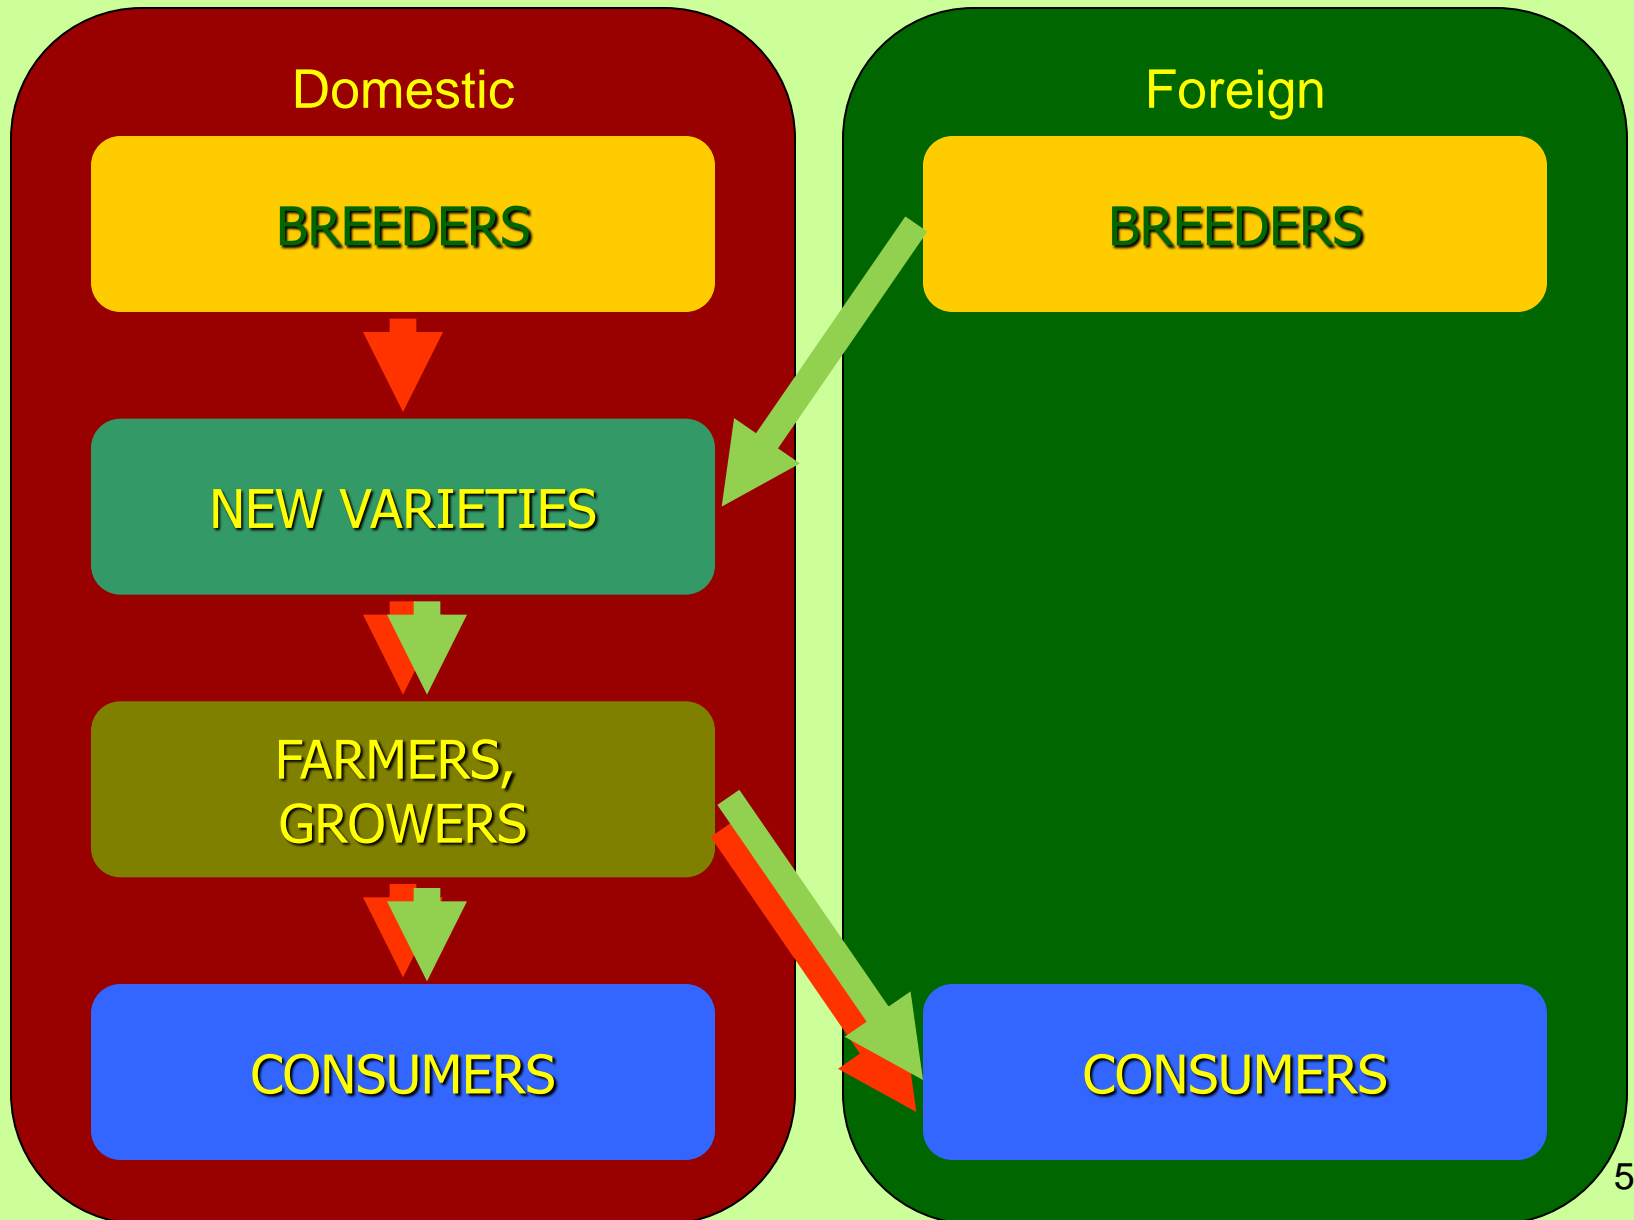 Domestic
BREEDERS
NEW VARIETIES
FARMERS,
GROWERS
CONSUMERS
Foreign
BREEDERS
CONSUMERS
5